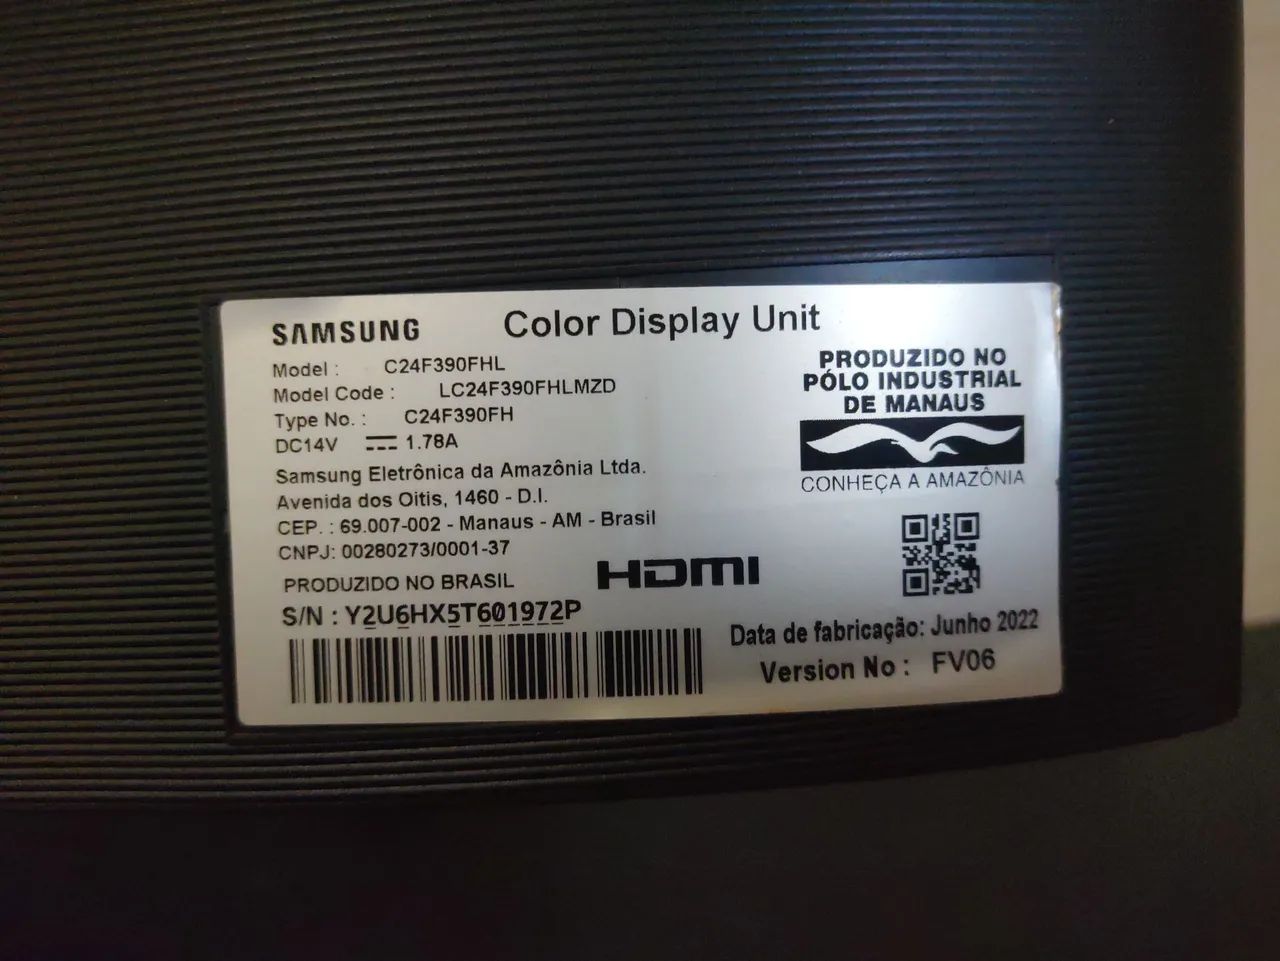 SAMSUNG
Color Display Unit
Model : C24F390FHL
Model Code : LC24F390FHLMZD
Type No. : C24F390FH
DC14V ⎓ 1.78A
Samsung Eletrônica da Amazônia Ltda.
Avenida dos Oitis, 1460 - D.I.
CEP. : 69.007-002 - Manaus - AM - Brasil
CNPJ: 00280273/0001-37
PRODUZIDO NO BRASIL
HDMI
S/N : Y2U6HX5T601972P
PRODUZIDO NO
PÓLO INDUSTRIAL
DE MANAUS
CONHEÇA A AMAZÔNIA
Data de fabricação: Junho 2022
Version No : FV06